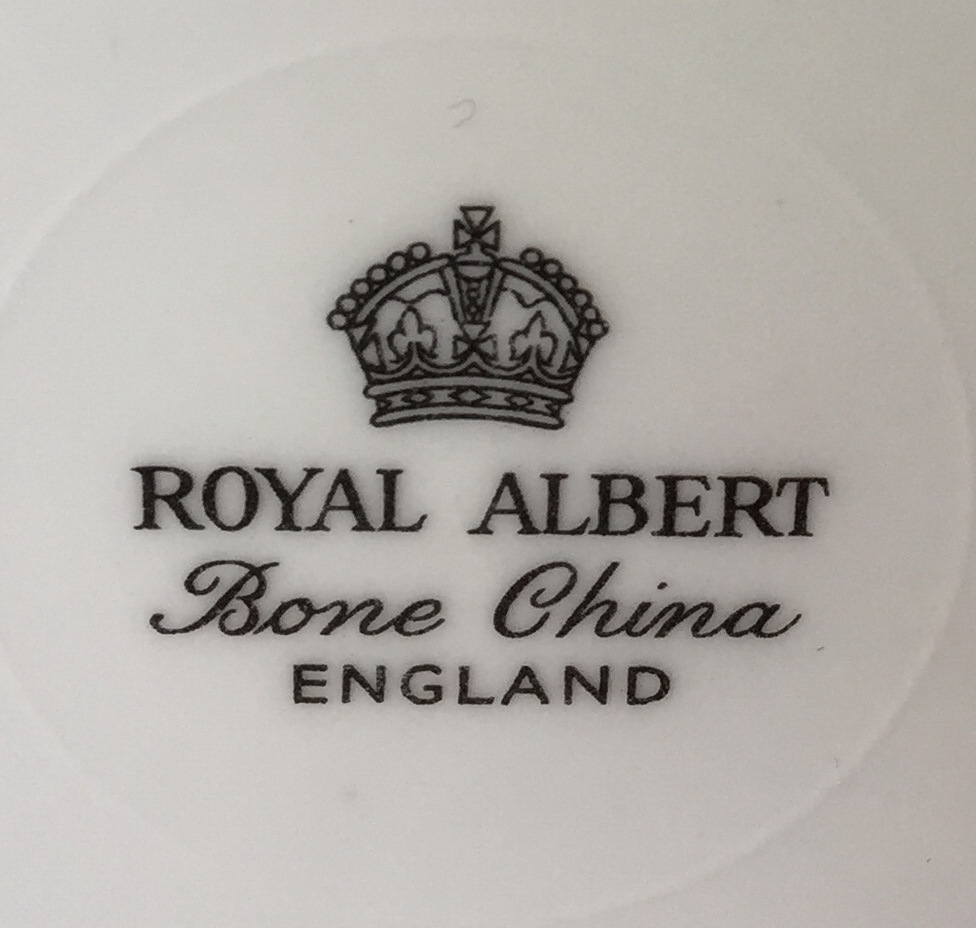 ROYAL ALBERT
Bone China
ENGLAND